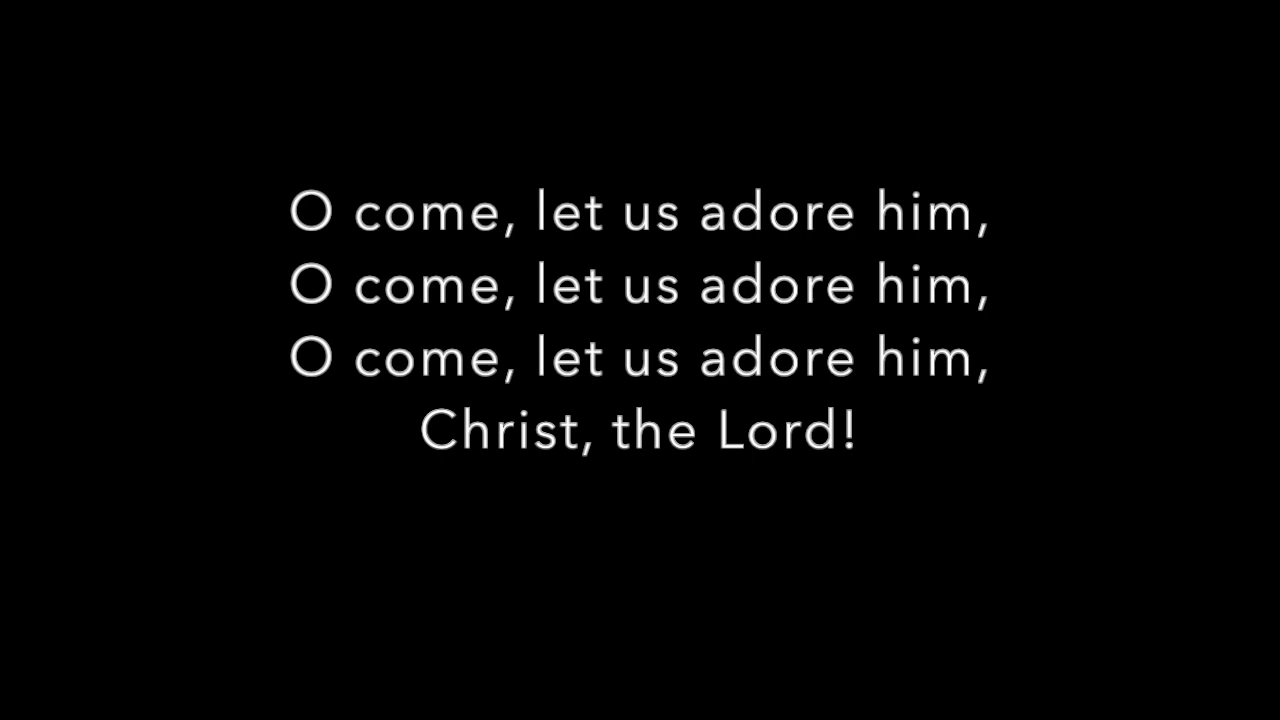 O come, let us adore him,
O come, let us adore him,
O come, let us adore him,
Christ, the Lord!